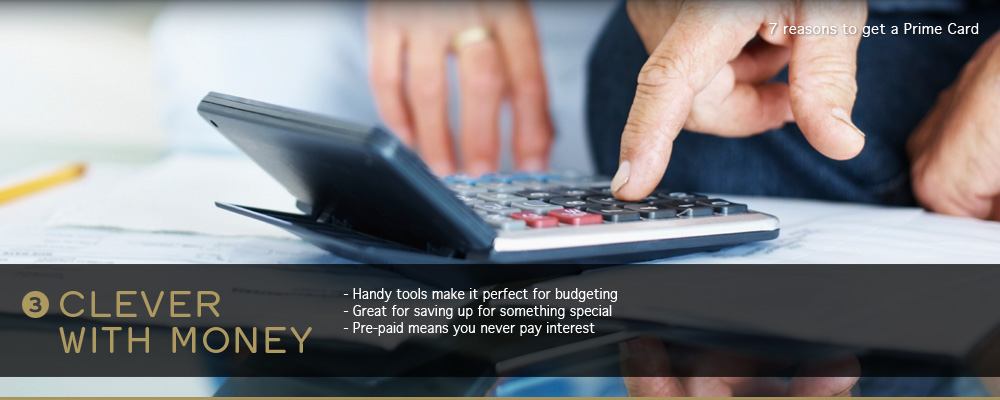 7 reasons to get a Prime Card
3 CLEVER
WITH MONEY
- Handy tools make it perfect for budgeting
- Great for saving up for something special
- Pre-paid means you never pay interest